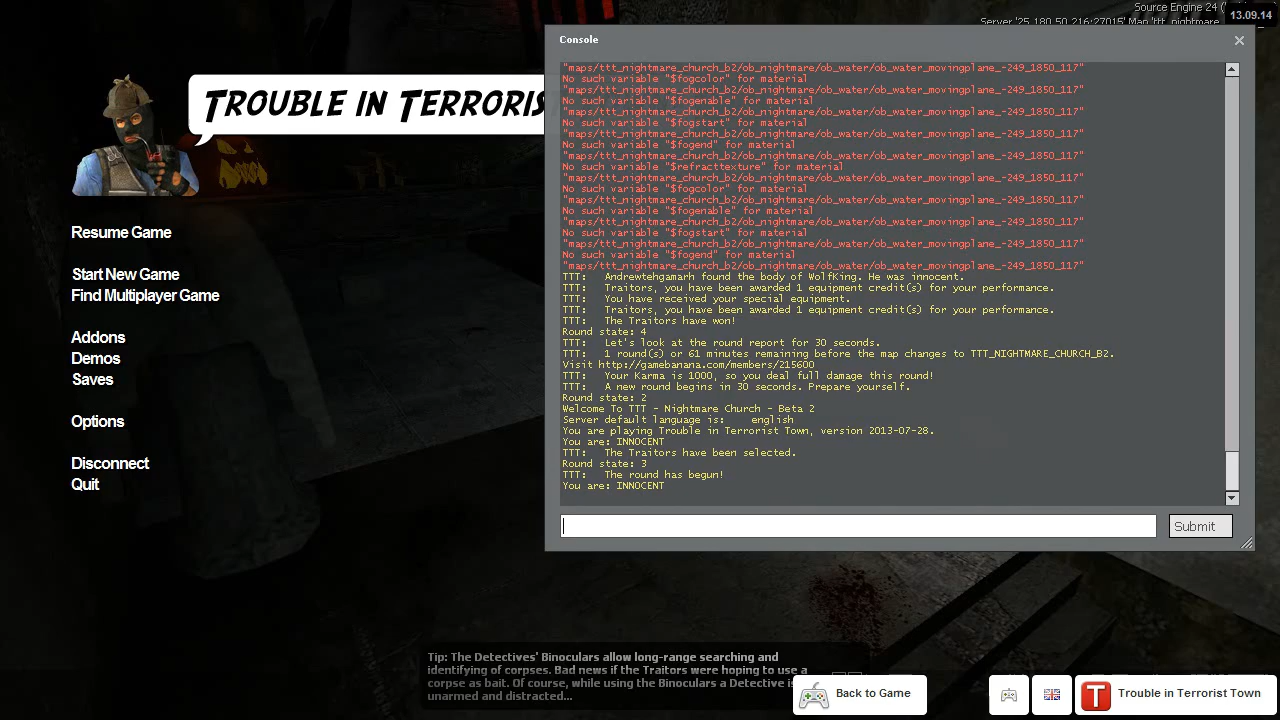 Source Engine 24 (
13.09.14
Server '25.180.50.216:27015' Map 'ttt_nightmare_
TROUBLE IN TERRORIS
Resume Game
Start New Game
Find Multiplayer Game
Addons
Demos
Saves
Options
Disconnect
Quit
Console
"maps/ttt_nightmare_church_b2/ob_nightmare/ob_water/ob_water_movingplane_-249_1850_117"
No such variable "$fogcolor" for material
"maps/ttt_nightmare_church_b2/ob_nightmare/ob_water/ob_water_movingplane_-249_1850_117"
No such variable "$fogenable" for material
"maps/ttt_nightmare_church_b2/ob_nightmare/ob_water/ob_water_movingplane_-249_1850_117"
No such variable "$fogstart" for material
"maps/ttt_nightmare_church_b2/ob_nightmare/ob_water/ob_water_movingplane_-249_1850_117"
No such variable "$fogend" for material
"maps/ttt_nightmare_church_b2/ob_nightmare/ob_water/ob_water_movingplane_-249_1850_117"
No such variable "$refracttexture" for material
"maps/ttt_nightmare_church_b2/ob_nightmare/ob_water/ob_water_movingplane_-249_1850_117"
No such variable "$fogcolor" for material
"maps/ttt_nightmare_church_b2/ob_nightmare/ob_water/ob_water_movingplane_-249_1850_117"
No such variable "$fogenable" for material
"maps/ttt_nightmare_church_b2/ob_nightmare/ob_water/ob_water_movingplane_-249_1850_117"
No such variable "$fogstart" for material
"maps/ttt_nightmare_church_b2/ob_nightmare/ob_water/ob_water_movingplane_-249_1850_117"
No such variable "$fogend" for material
"maps/ttt_nightmare_church_b2/ob_nightmare/ob_water/ob_water_movingplane_-249_1850_117"
TTT: Andrewtehgamarh found the body of WolfKing. He was innocent.
TTT: Traitors, you have been awarded 1 equipment credit(s) for your performance.
TTT: You have received your special equipment.
TTT: Traitors, you have been awarded 1 equipment credit(s) for your performance.
TTT: The Traitors have won!
Round state: 4
TTT: Let's look at the round report for 30 seconds.
TTT: 1 round(s) or 61 minutes remaining before the map changes to TTT_NIGHTMARE_CHURCH_B2.
Visit http://gamebanana.com/members/215600
TTT: Your Karma is 1000, so you deal full damage this round!
TTT: A new round begins in 30 seconds. Prepare yourself.
Round state: 2
Welcome To TTT - Nightmare Church - Beta 2
Server default language is: english
You are playing Trouble in Terrorist Town, version 2013-07-28.
You are: INNOCENT
TTT: The Traitors have been selected.
Round state: 3
TTT: The round has begun!
You are: INNOCENT
Submit
Tip: The Detectives' Binoculars allow long-range searching and
identifying of corpses. Bad news if the Traitors were hoping to use a
corpse as bait. Of course, while using the Binoculars a Detective is
unarmed and distracted...
Back to Game
T
Trouble in Terrorist Town